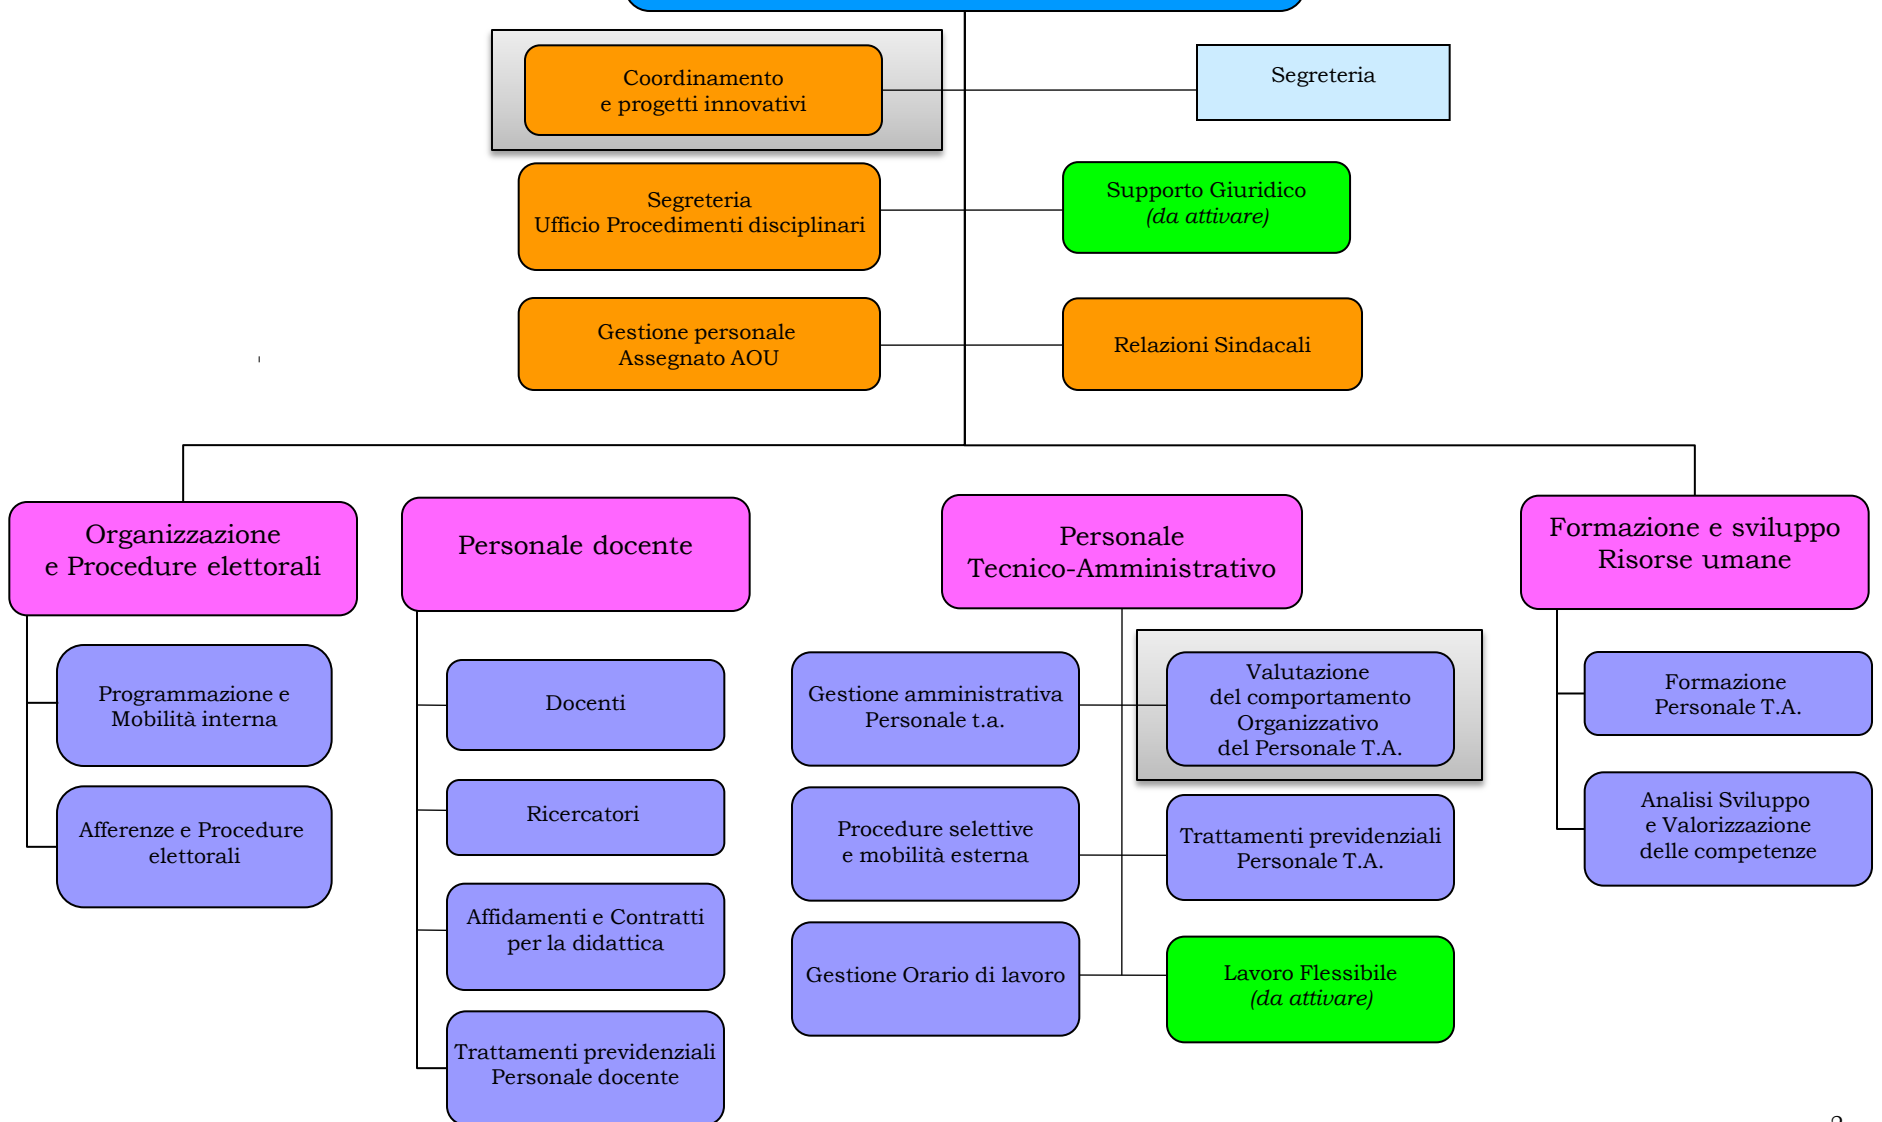 Coordinamento
e progetti innovativi
Segreteria
Segreteria
Ufficio Procedimenti disciplinari
Supporto Giuridico
(da attivare)
Gestione personale
Assegnato AOU
Relazioni Sindacali
Organizzazione
e Procedure elettorali
Personale docente
Personale
Tecnico-Amministrativo
Formazione e sviluppo
Risorse umane
Programmazione e
Mobilità interna
Afferenze e Procedure
elettorali
Docenti
Ricercatori
Affidamenti e Contratti
per la didattica
Trattamenti previdenziali
Personale docente
Gestione amministrativa
Personale t.a.
Valutazione
del comportamento
Organizzativo
del Personale T.A.
Procedure selettive
e mobilità esterna
Trattamenti previdenziali
Personale T.A.
Gestione Orario di lavoro
Lavoro Flessibile
(da attivare)
Formazione
Personale T.A.
Analisi Sviluppo
e Valorizzazione
delle competenze